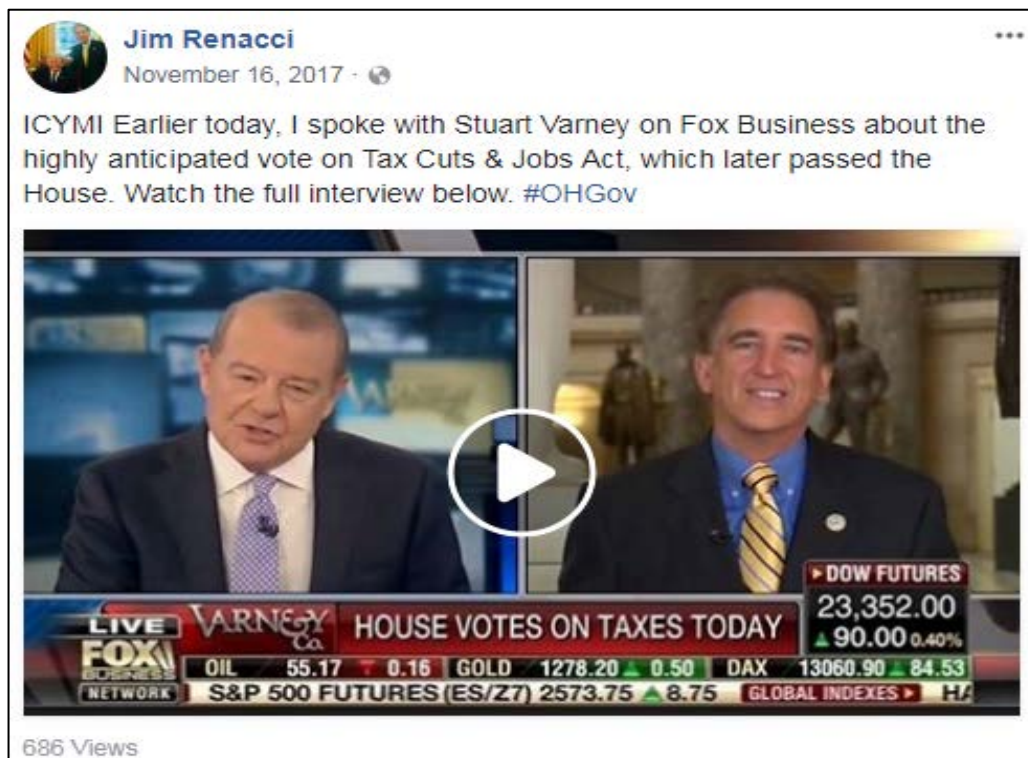 Jim Renacci
November 16, 2017
ICYMI Earlier today, I spoke with Stuart Varney on Fox Business about the
highly anticipated vote on Tax Cuts & Jobs Act, which later passed the
House. Watch the full interview below. #OHGov
DOW FUTURES
23,352.00
90.00 0.40%
LIVE
VARNEY & Co.
HOUSE VOTES ON TAXES TODAY
FOX BUSINESS
OIL 55.17 0.16 GOLD 1278.20 0.50 DAX 13060.90 84.53
NETWORK
S&P 500 FUTURES (ES/Z7) 2573.75 8.75 GLOBAL INDEXES HA
686 Views